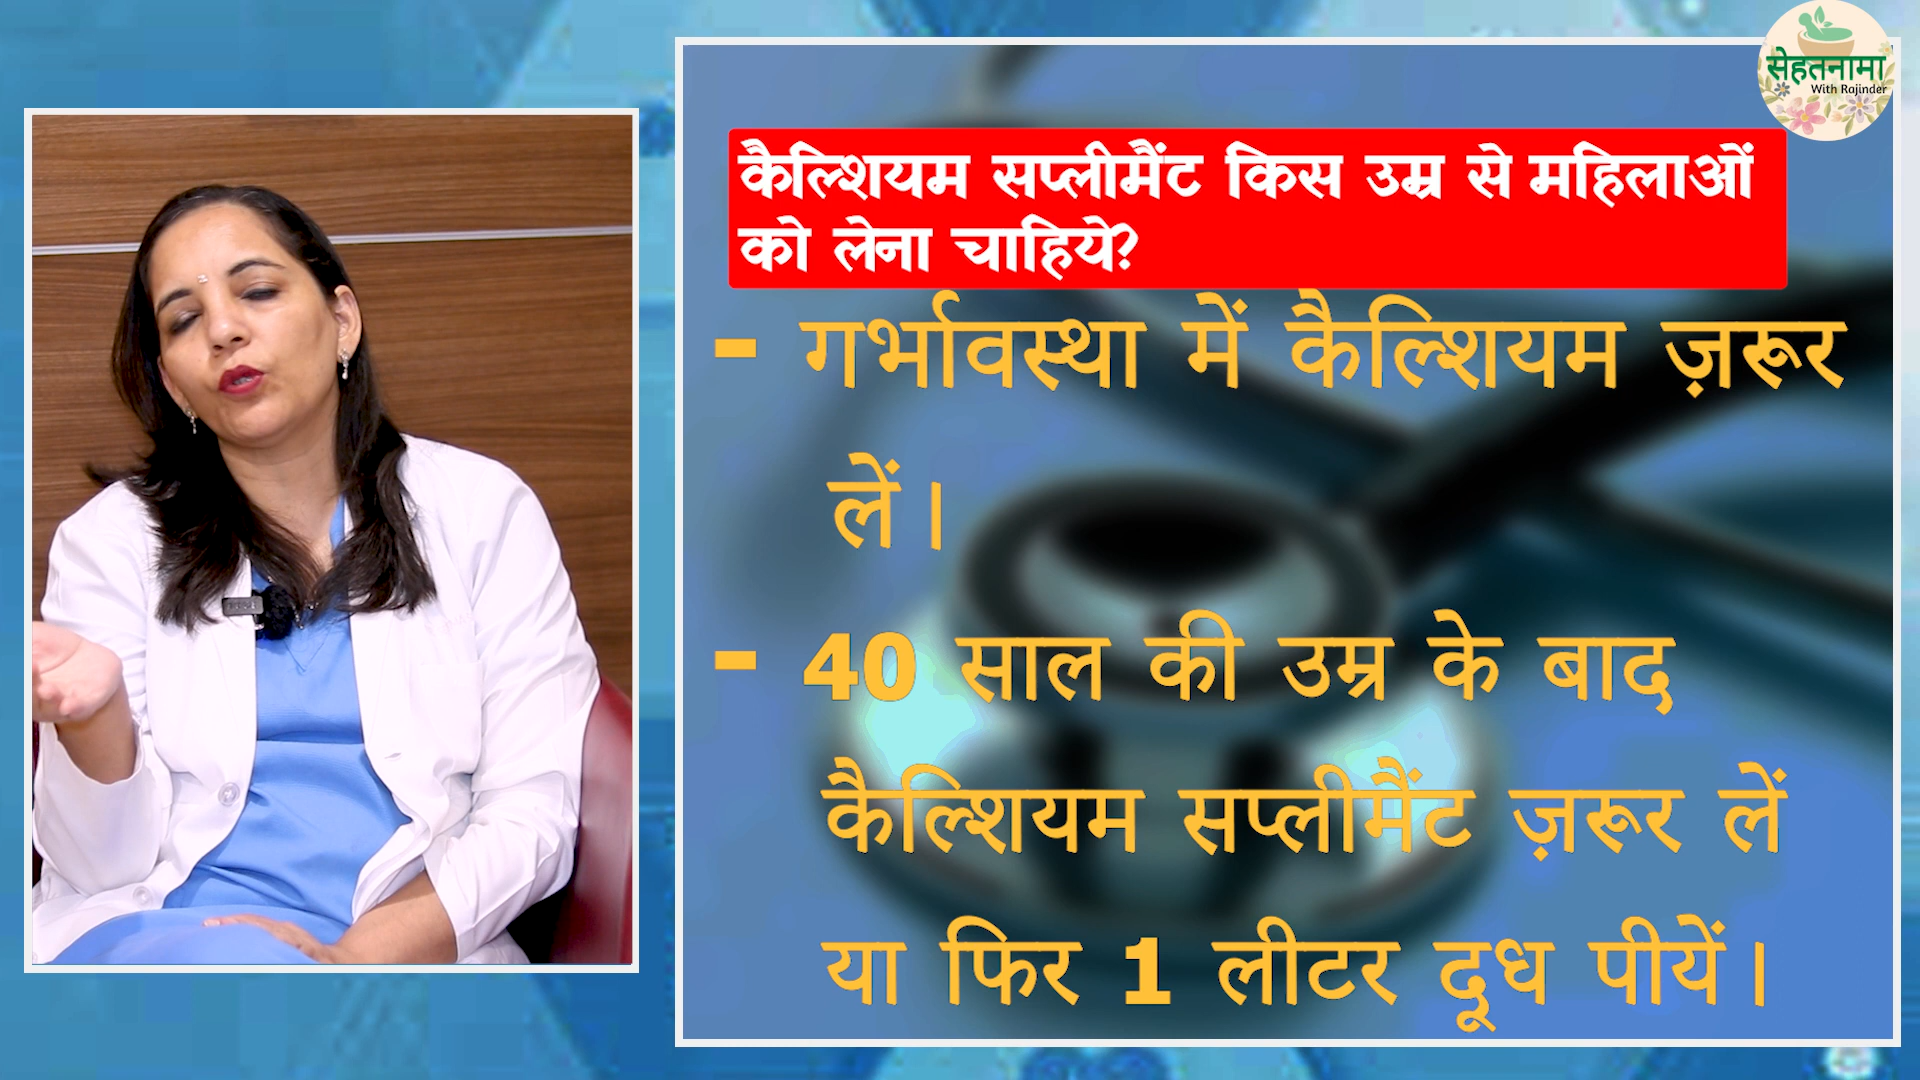 सेहतनामा
With Rajinder
कैल्शियम सप्लीमैंट किस उम्र से महिलाओं
को लेना चाहिये?
- गर्भावस्था में कैल्शियम ज़रूर
लें।
- 40 साल की उम्र के बाद
कैल्शियम सप्लीमैंट ज़रूर लें
या फिर 1 लीटर दूध पीयें।